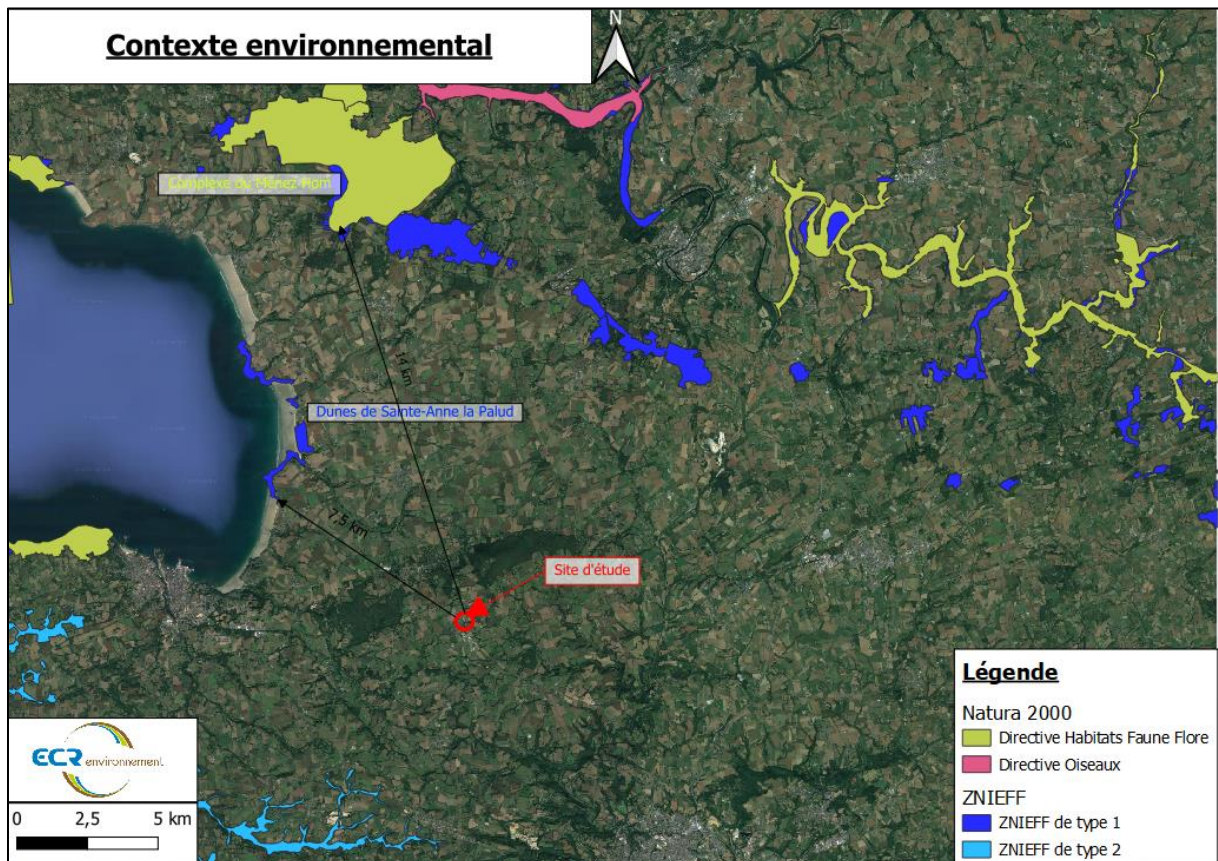 Contexte environnemental
N
Complexe du Ménez-Hom
14 km
Dunes de Sainte-Anne la Palud
7,5 km
Site d'étude
ECR environnement
0 2,5 5 km
Légende
Natura 2000
Directive Habitats Faune Flore
Directive Oiseaux
ZNIEFF
ZNIEFF de type 1
ZNIEFF de type 2